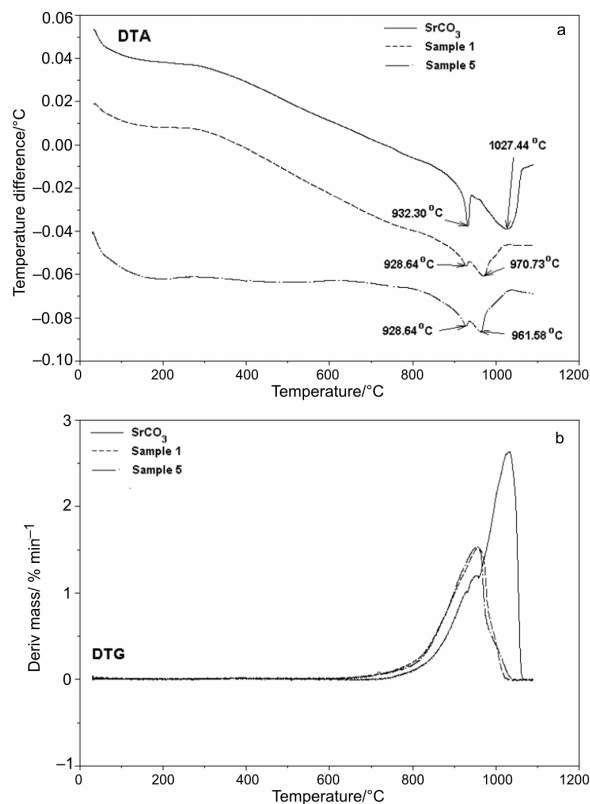 0.06
0.04
0.02
0.00
–0.02
–0.04
–0.06
–0.08
–0.10
Temperature difference/°C
DTA
a
SrCO3
Sample 1
Sample 5
1027.44 °C
932.30 °C
928.64°C
970.73°C
928.64°C
961.58 °C
0 200 400 600 800 1000 1200
Temperature/°C
3
2
1
0
–1
Deriv mass/ % min–1
b
SrCO3
Sample 1
Sample 5
DTG
0 200 400 600 800 1000 1200
Temperature/°C